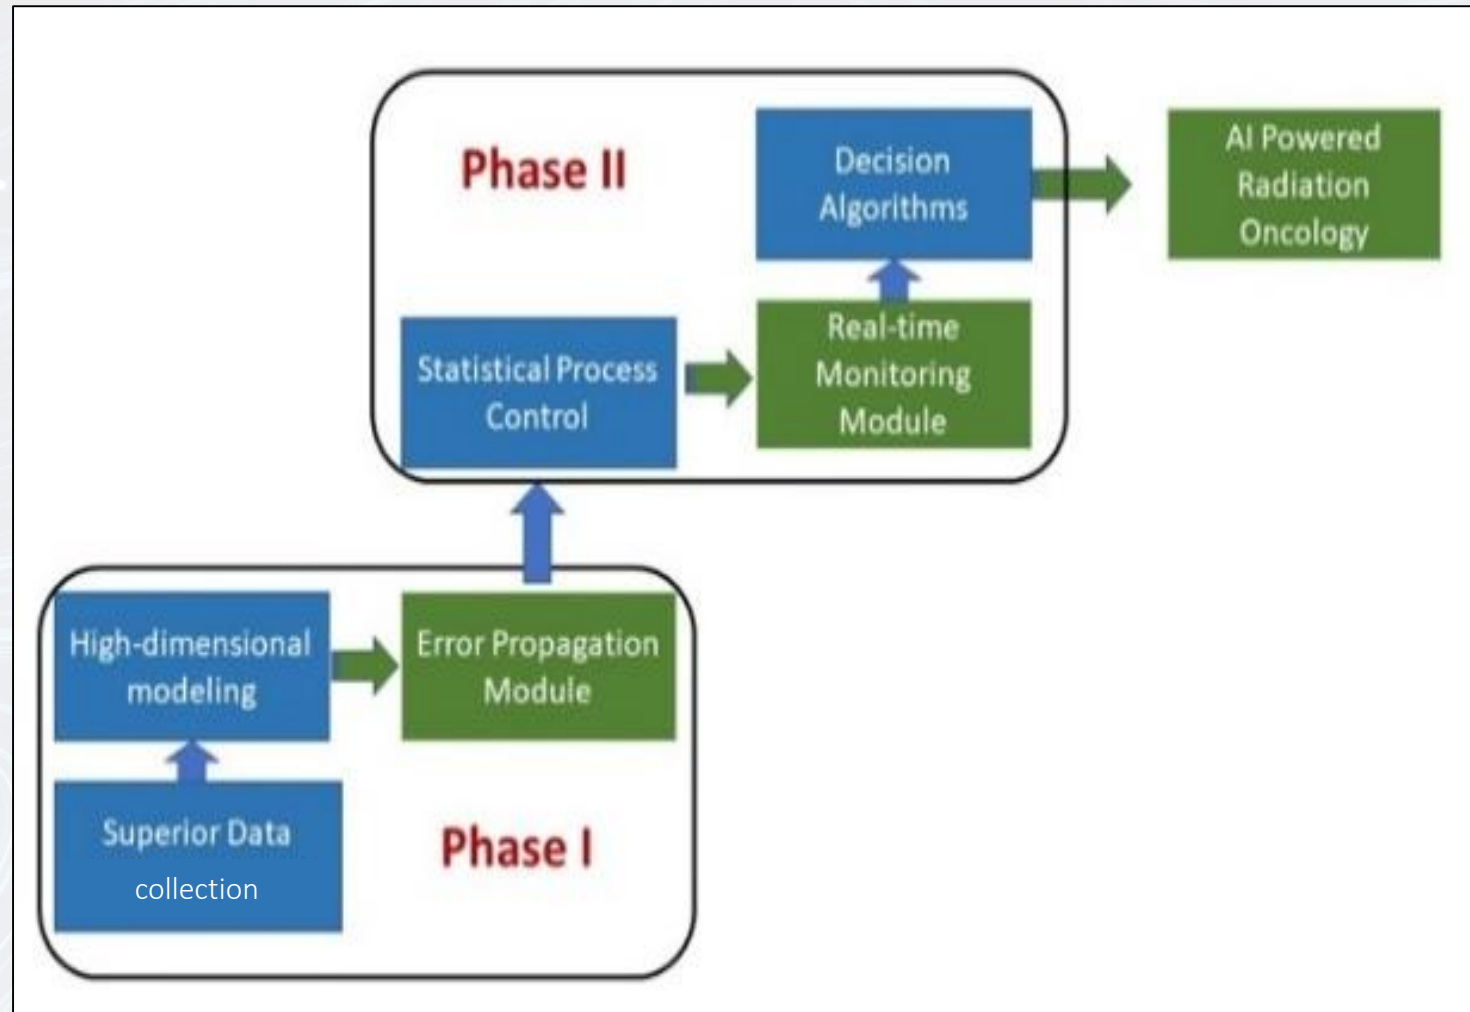 Phase II
Decision
Algorithms
AI Powered
Radiation
Oncology
Statistical Process
Control
Real-time
Monitoring
Module
High-dimensional
modeling
Error Propagation
Module
Superior Data
collection
Phase I